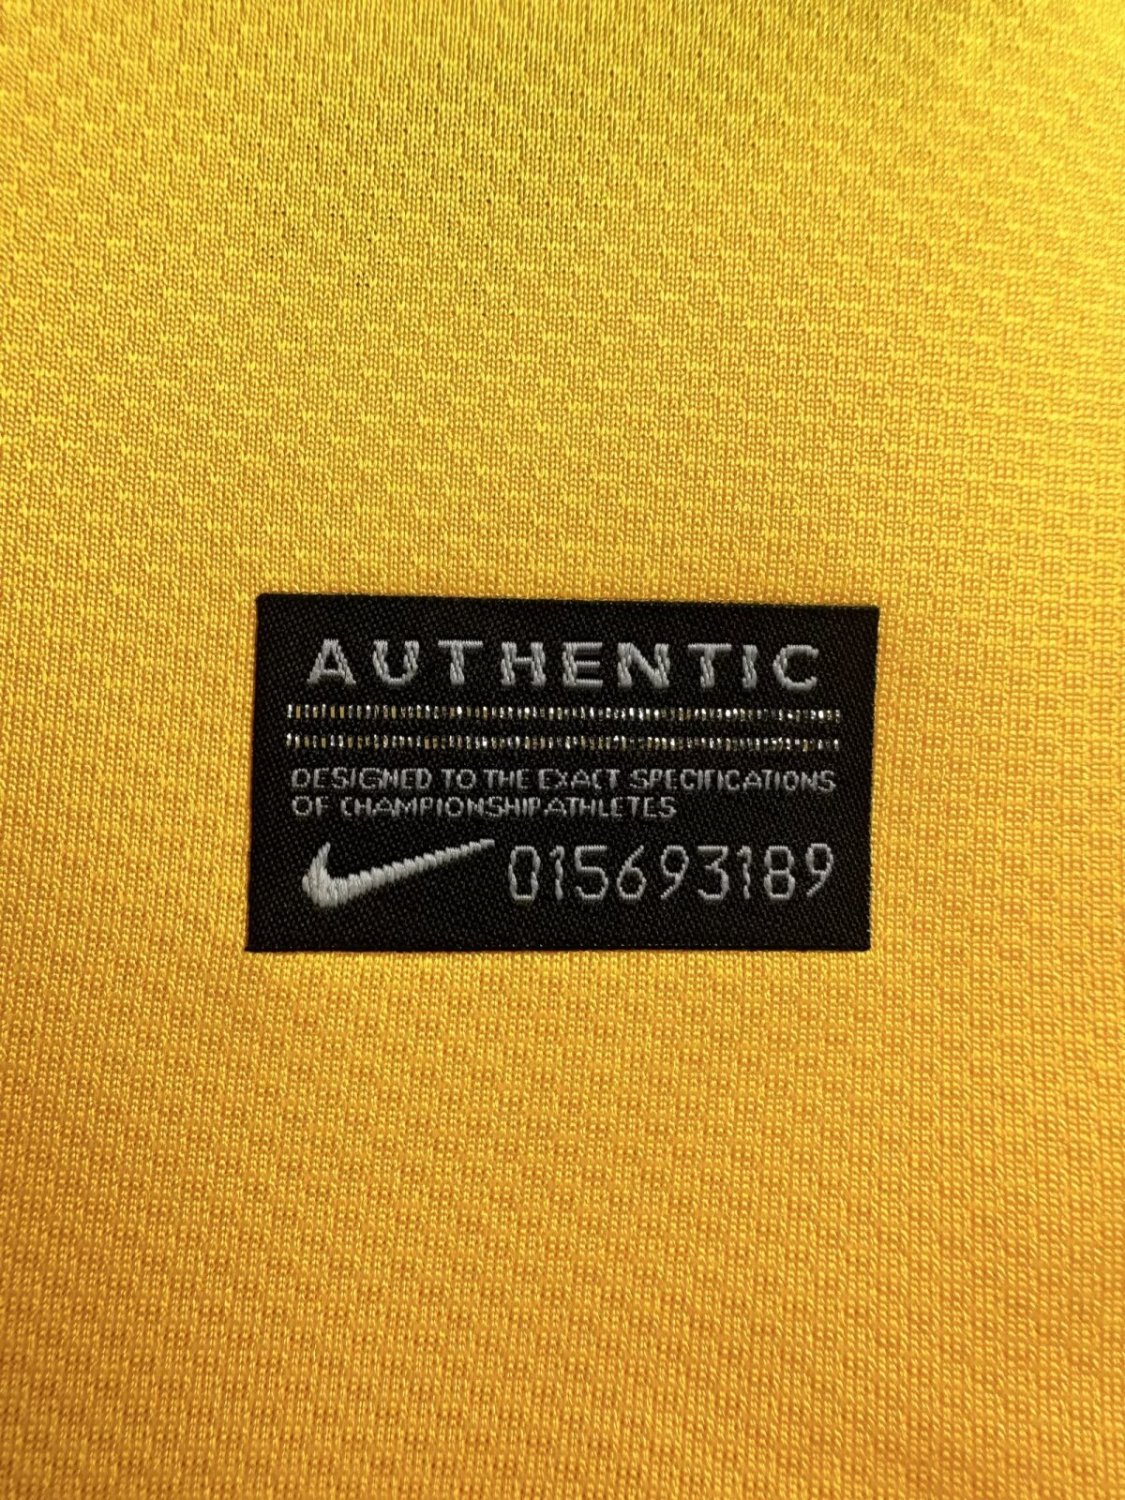 AUTHENTIC
DESIGNED TO THE EXACT SPECIFICATIONS
OF CHAMPIONSHIP ATHLETES
015693189